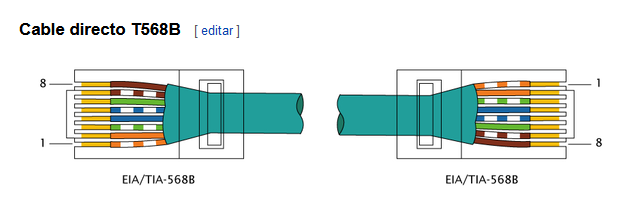 Cable directo T568B [ editar ]
8 1
1 8
EIA/TIA-568B EIA/TIA-568B